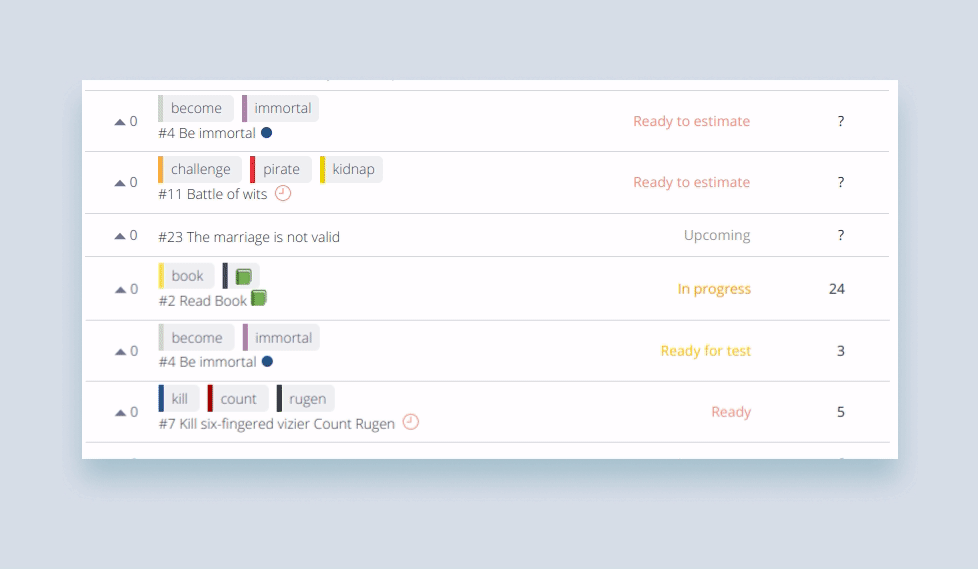 become immortal
0 #4 Be immortal Ready to estimate ?
challenge pirate kidnap
0 #11 Battle of wits Ready to estimate ?
0 #23 The marriage is not valid Upcoming ?
book
0 #2 Read Book In progress 24
become immortal
0 #4 Be immortal Ready for test 3
kill count rugen
0 #7 Kill six-fingered vizier Count Rugen Ready 5